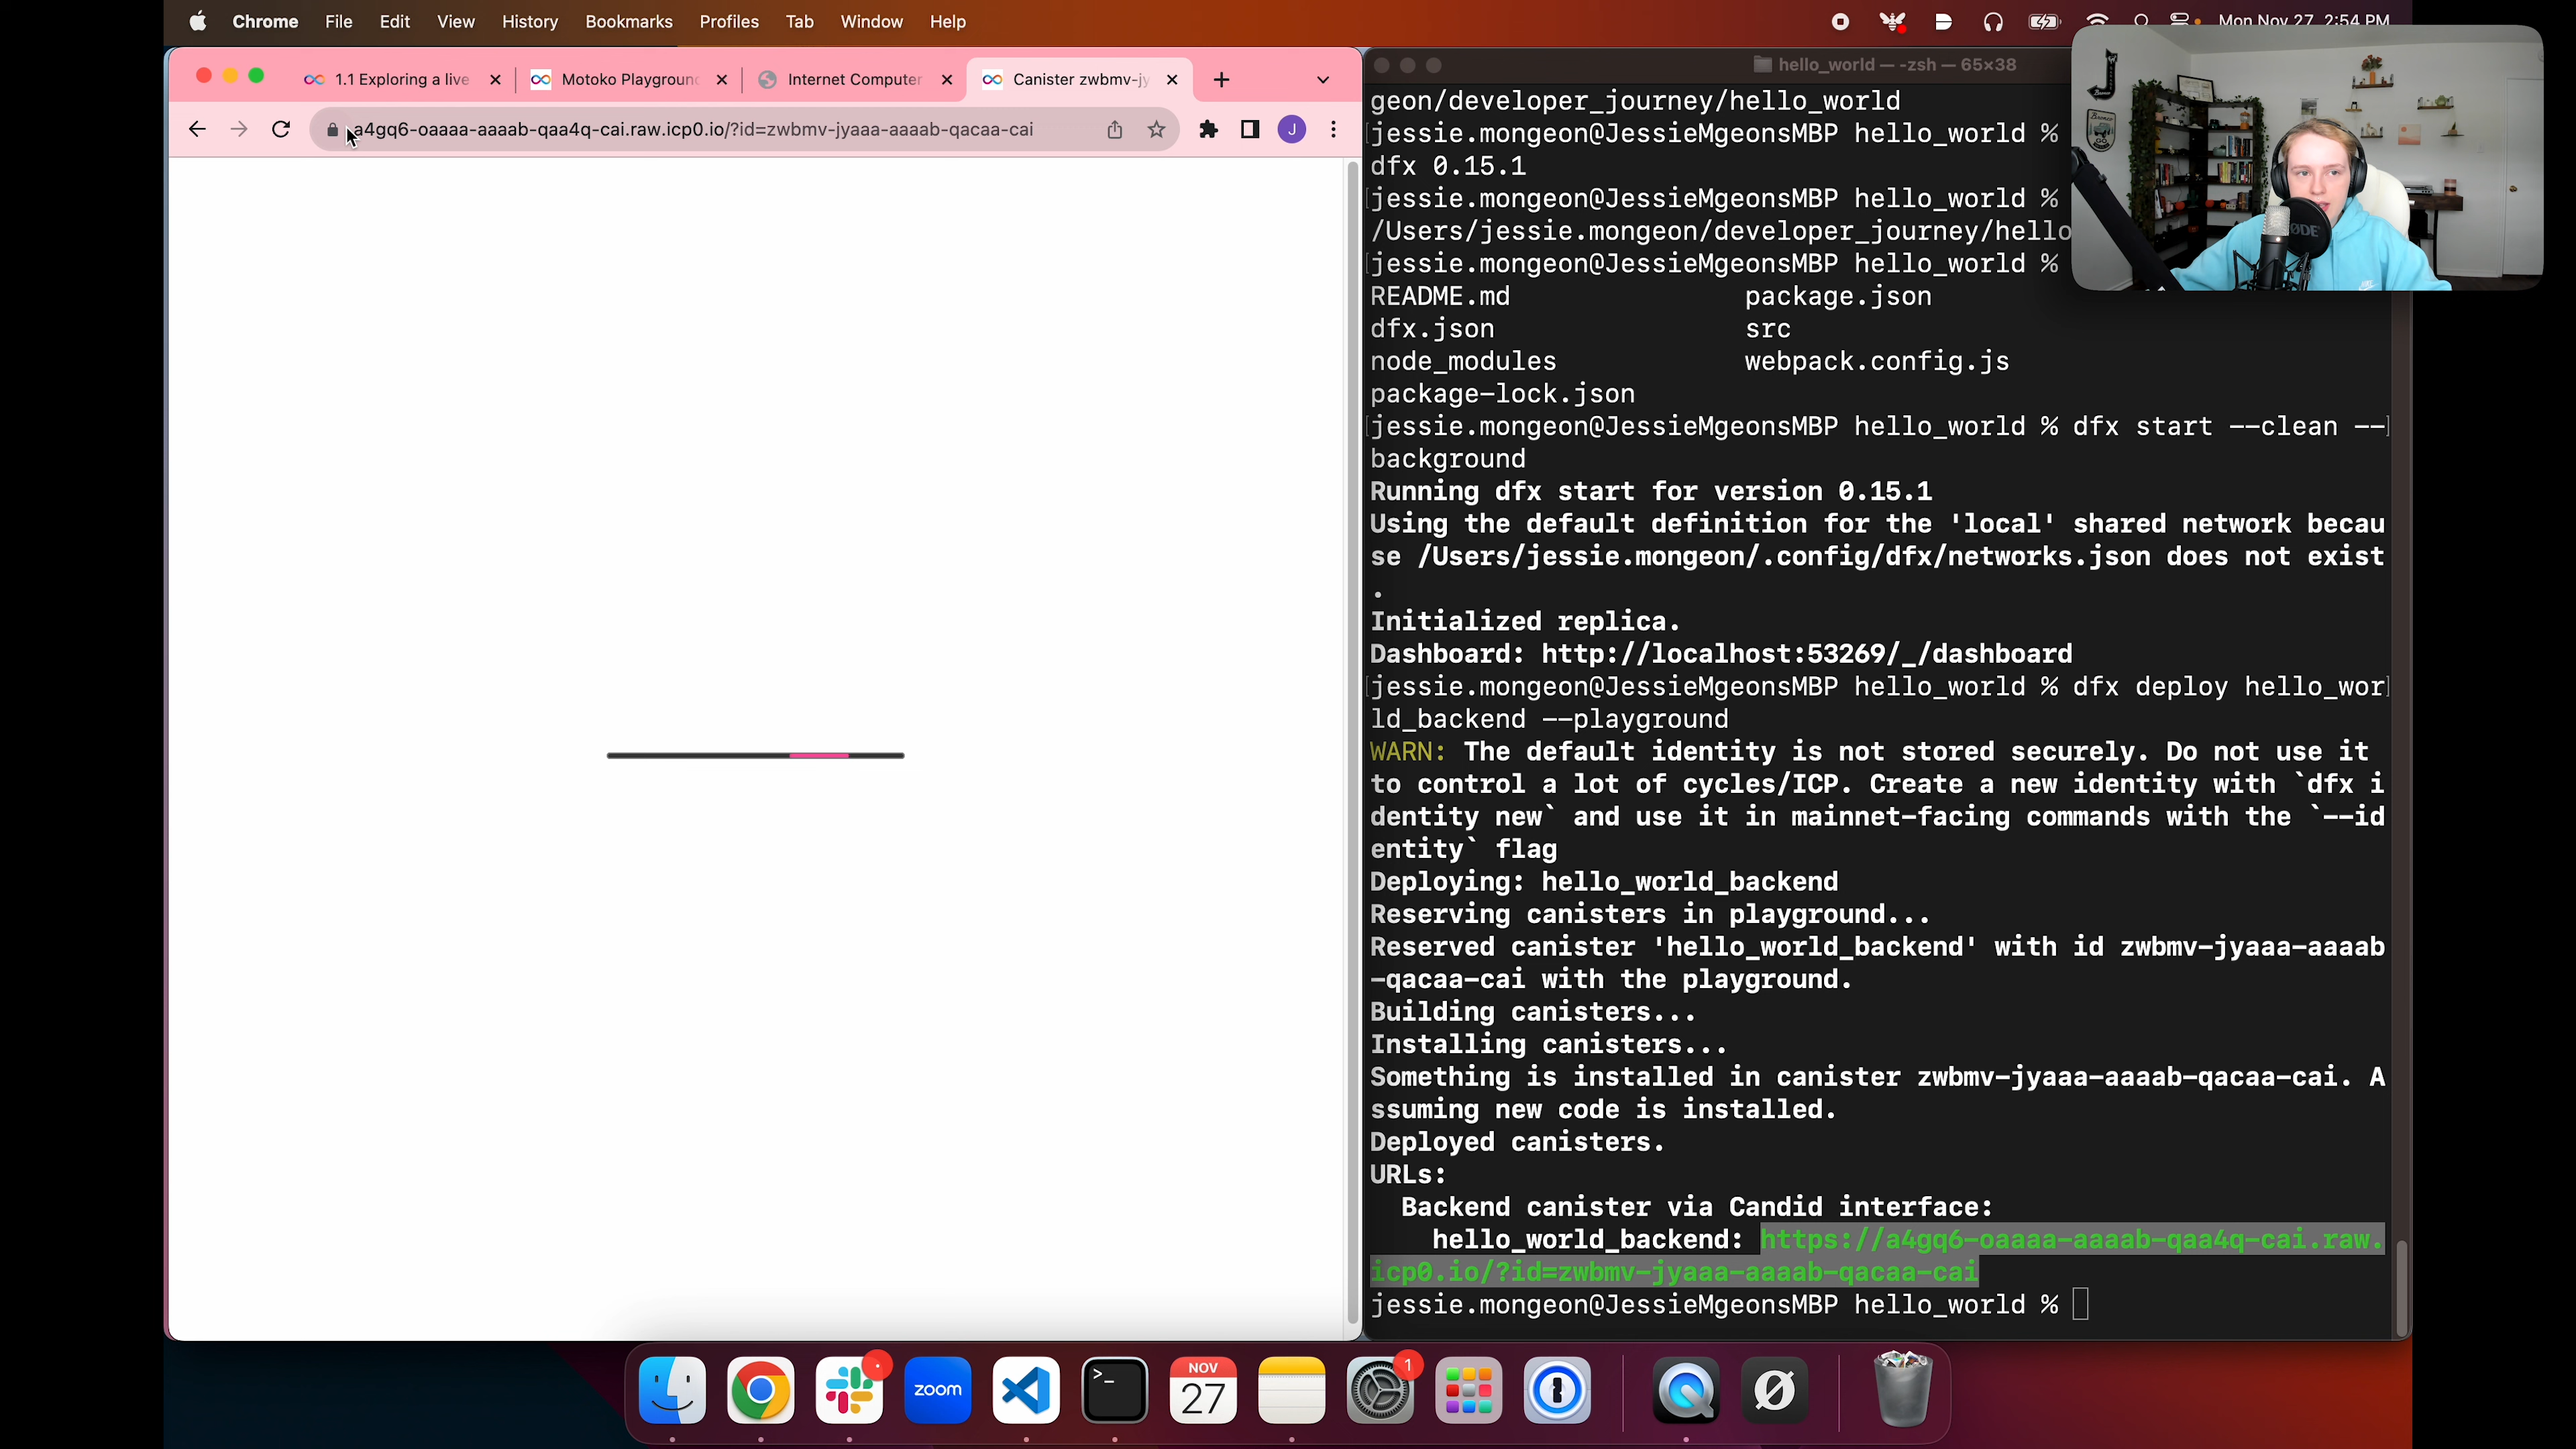 Chrome File Edit View History Bookmarks Profiles Tab Window Help
Mon Nov 27 2:54 PM
1.1 Exploring a live
Motoko Playground
Internet Computer
Canister zwbmv-jy
a4gq6-oaaaa-aaaab-qaa4q-cai.raw.icp0.io/?id=zwbmv-jyaaa-aaaab-qacaa-cai
J
hello_world — -zsh — 65×38
geon/developer_journey/hello_world
jessie.mongeon@JessieMgeonsMBP hello_world %
dfx 0.15.1
jessie.mongeon@JessieMgeonsMBP hello_world %
/Users/jessie.mongeon/developer_journey/hello
jessie.mongeon@JessieMgeonsMBP hello_world %
README.md package.json
dfx.json src
node_modules webpack.config.js
package-lock.json
jessie.mongeon@JessieMgeonsMBP hello_world % dfx start --clean --
background
Running dfx start for version 0.15.1
Using the default definition for the 'local' shared network becau
se /Users/jessie.mongeon/.config/dfx/networks.json does not exist
.
Initialized replica.
Dashboard: http://localhost:53269/_/dashboard
jessie.mongeon@JessieMgeonsMBP hello_world % dfx deploy hello_wor
ld_backend --playground
WARN: The default identity is not stored securely. Do not use it
to control a lot of cycles/ICP. Create a new identity with `dfx i
dentity new` and use it in mainnet-facing commands with the `--id
entity` flag
Deploying: hello_world_backend
Reserving canisters in playground...
Reserved canister 'hello_world_backend' with id zwbmv-jyaaa-aaaab
-qacaa-cai with the playground.
Building canisters...
Installing canisters...
Something is installed in canister zwbmv-jyaaa-aaaab-qacaa-cai. A
ssuming new code is installed.
Deployed canisters.
URLs:
Backend canister via Candid interface:
hello_world_backend: https://a4gq6-oaaaa-aaaab-qaa4q-cai.raw.
icp0.io/?id=zwbmv-jyaaa-aaaab-qacaa-cai
jessie.mongeon@JessieMgeonsMBP hello_world %
zoom
NOV
27
1